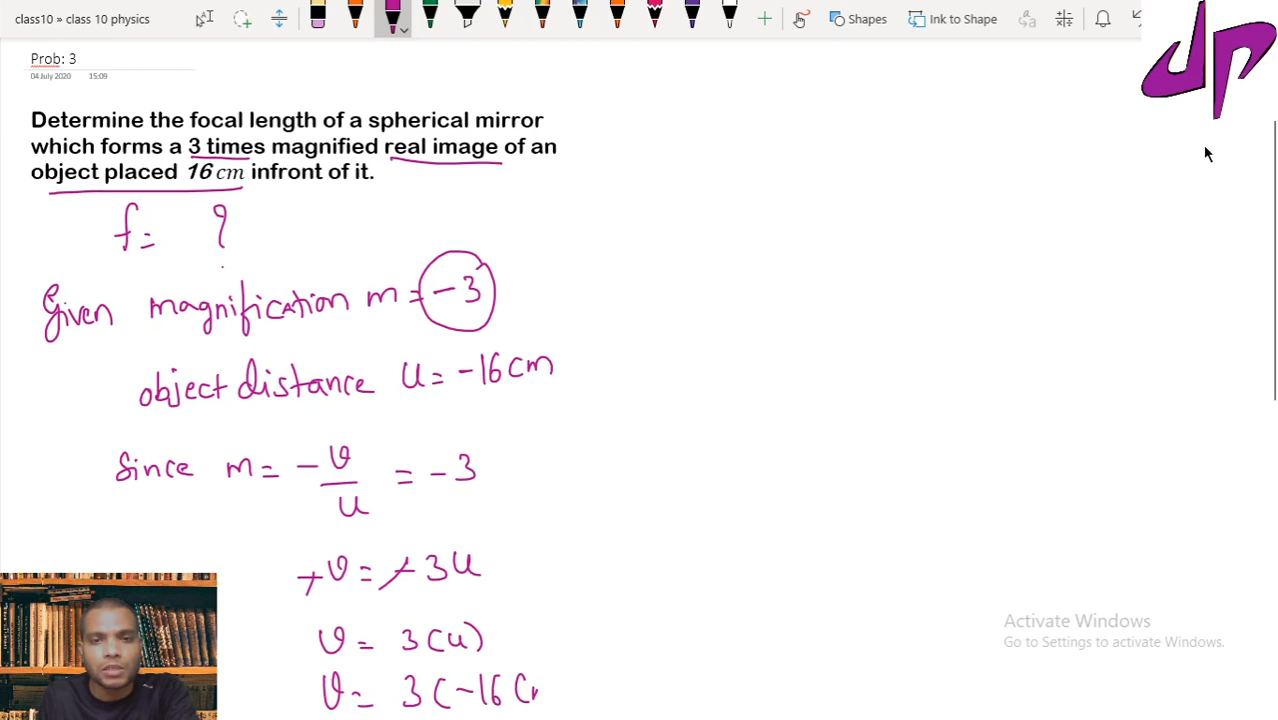 class10 » class 10 physics
Shapes
Ink to Shape
dp
Prob: 3
04 July 2020 15:09
Determine the focal length of a spherical mirror
which forms a 3 times magnified real image of an
object placed 16 cm infront of it.
f = ?
Given magnification m = -3
object distance u = -16 cm
Since m = - v/u = -3
-v = -3u
v = 3(u)
v = 3(-16 c
Activate Windows
Go to Settings to activate Windows.